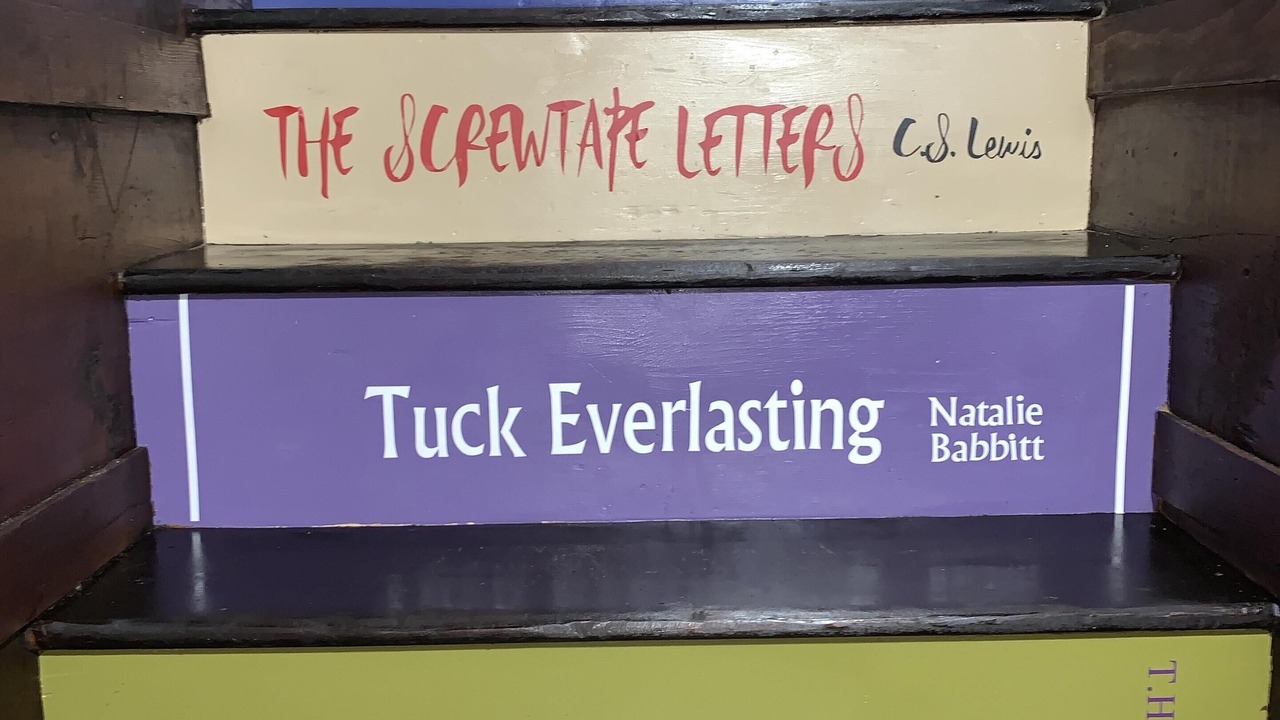 THE SCREWTAPE LETTERS C.S. Lewis
Tuck Everlasting Natalie
Babbitt
T.H